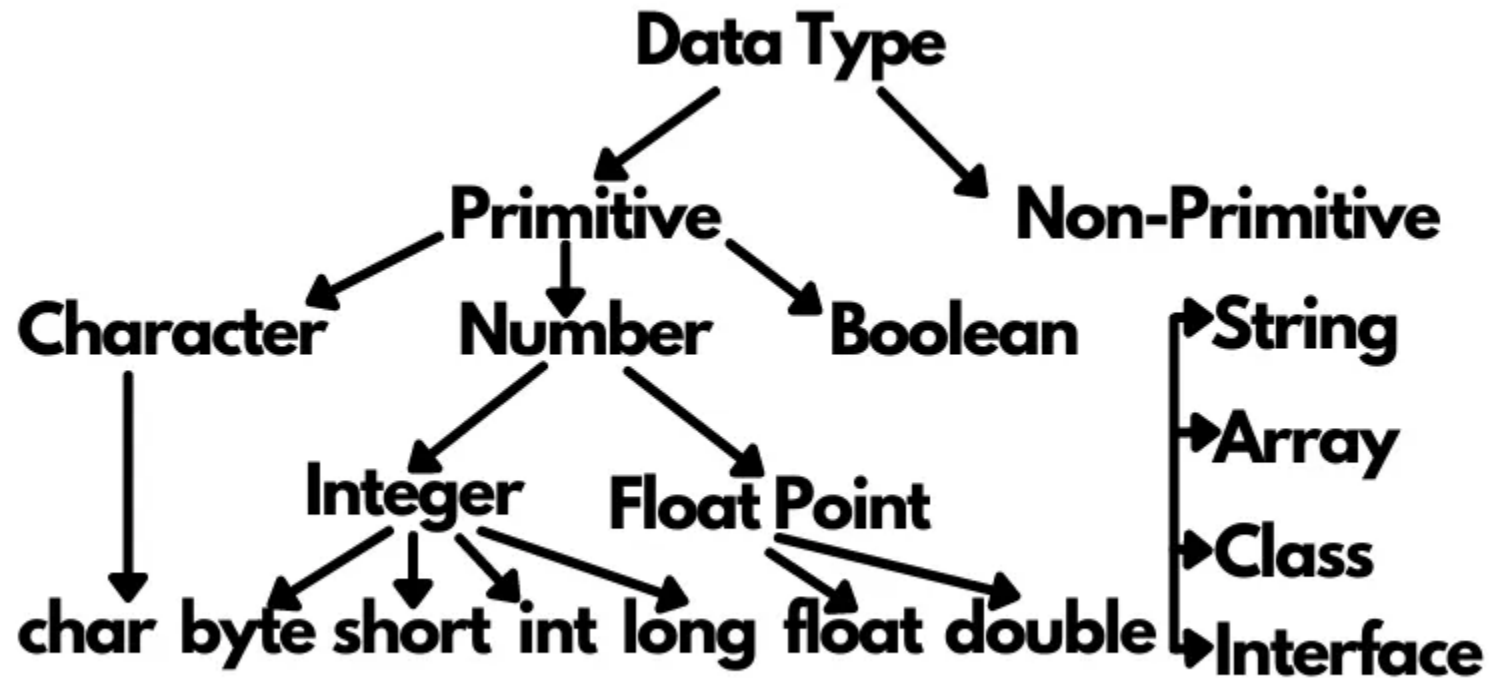 Data Type
Primitive
Non-Primitive
Character
Number
Boolean
String
Array
Integer
Float Point
Class
char byte short int long float double
Interface